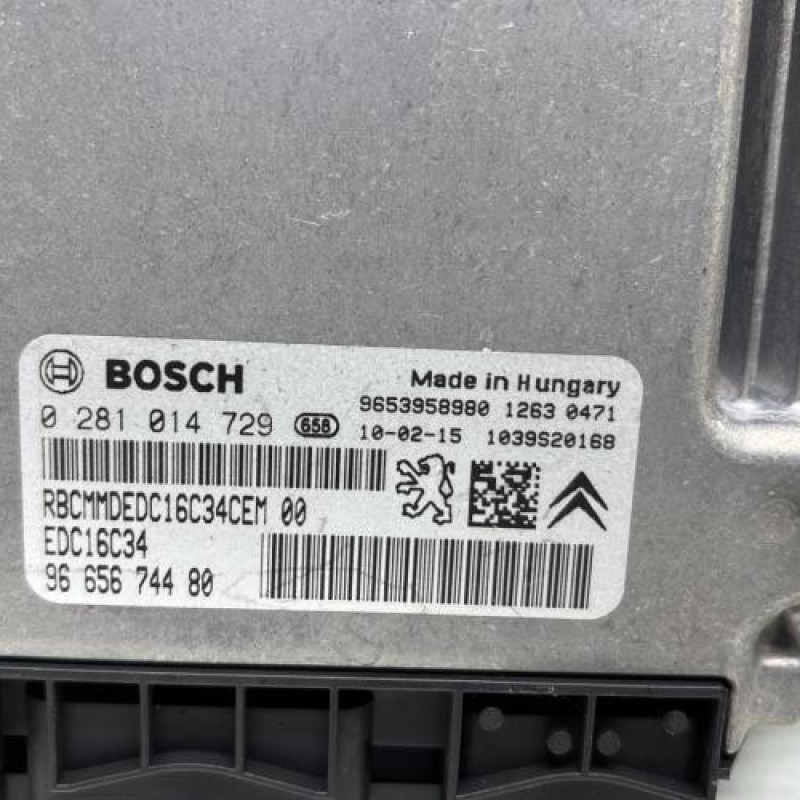 BOSCH
Made in Hungary
0 281 014 729 658
9653958980 1263 0471
10-02-15 1039S20168
RBCMMDEDC16C34CEM 00
EDC16C34
96 656 744 80